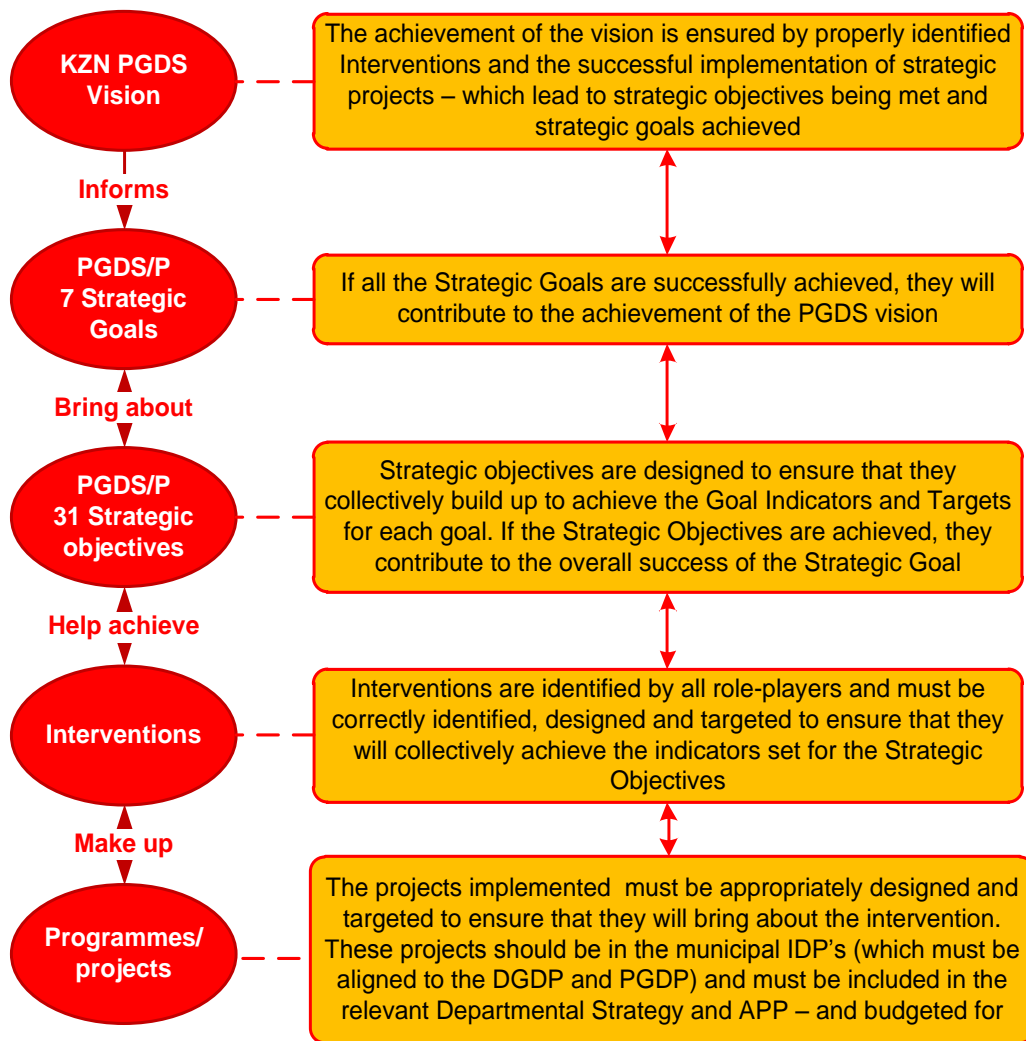 KZN PGDS
Vision
The achievement of the vision is ensured by properly identified
Interventions and the successful implementation of strategic
projects – which lead to strategic objectives being met and
strategic goals achieved
Informs
PGDS/P
7 Strategic
Goals
If all the Strategic Goals are successfully achieved, they will
contribute to the achievement of the PGDS vision
Bring about
PGDS/P
31 Strategic
objectives
Strategic objectives are designed to ensure that they
collectively build up to achieve the Goal Indicators and Targets
for each goal. If the Strategic Objectives are achieved, they
contribute to the overall success of the Strategic Goal
Help achieve
Interventions
Interventions are identified by all role-players and must be
correctly identified, designed and targeted to ensure that they
will collectively achieve the indicators set for the Strategic
Objectives
Make up
Programmes/
projects
The projects implemented  must be appropriately designed and
targeted to ensure that they will bring about the intervention.
These projects should be in the municipal IDP’s (which must be
aligned to the DGDP and PGDP) and must be included in the
relevant Departmental Strategy and APP – and budgeted for